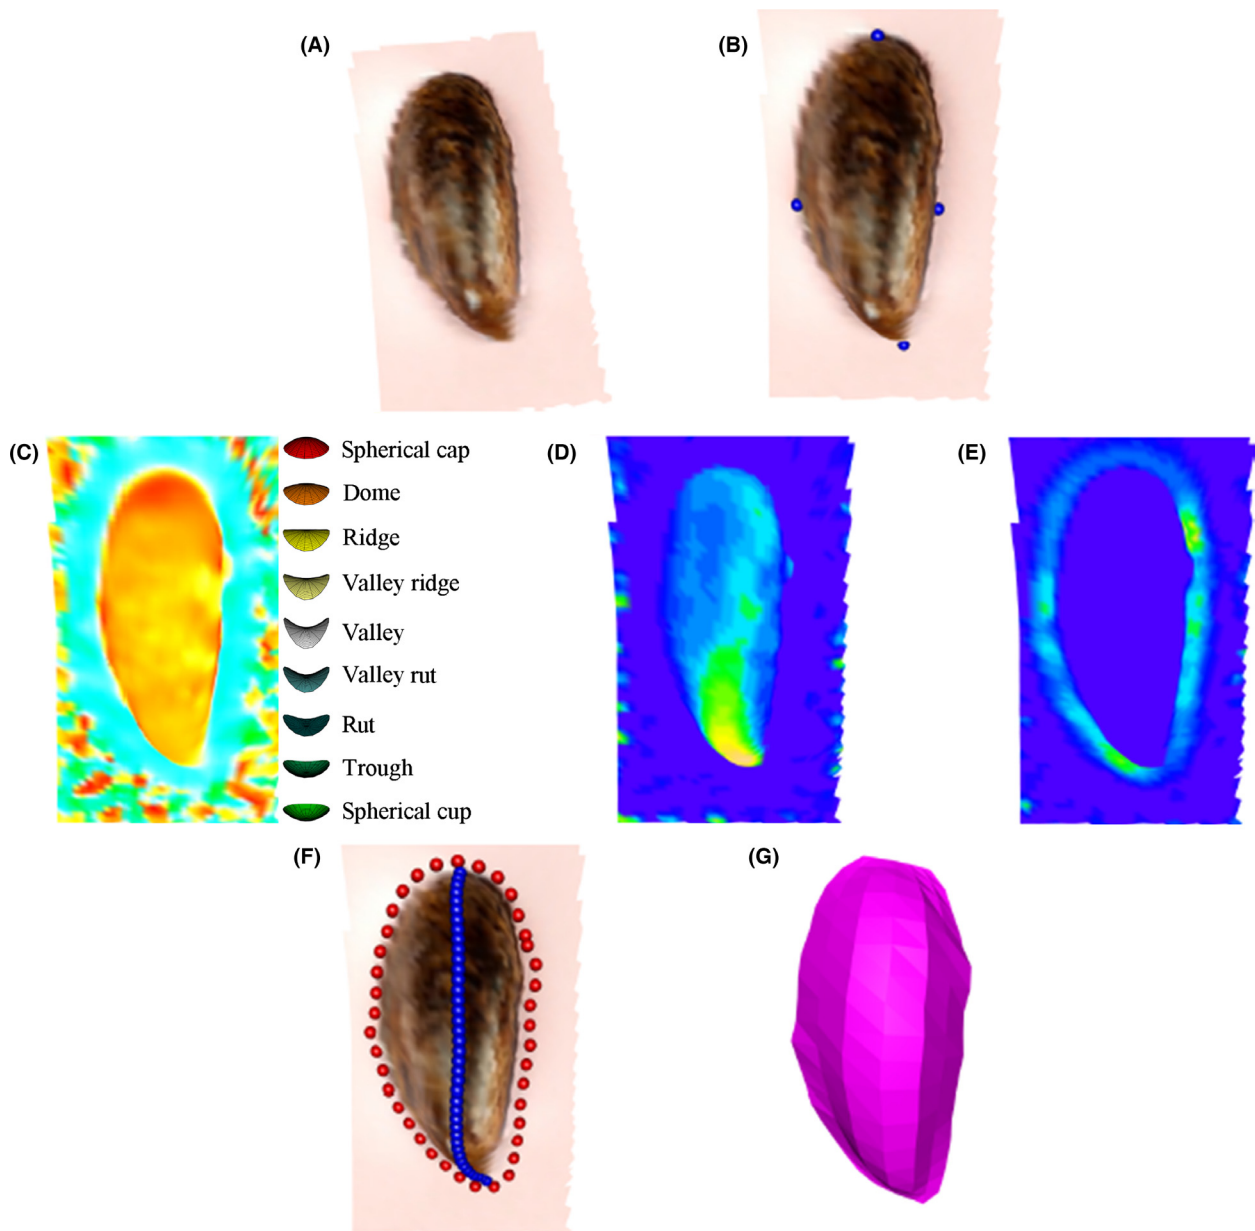 (A)
(B)
(C)
Spherical cap
Dome
Ridge
Valley ridge
Valley
Valley rut
Rut
Trough
Spherical cup
(D)
(E)
(F)
(G)